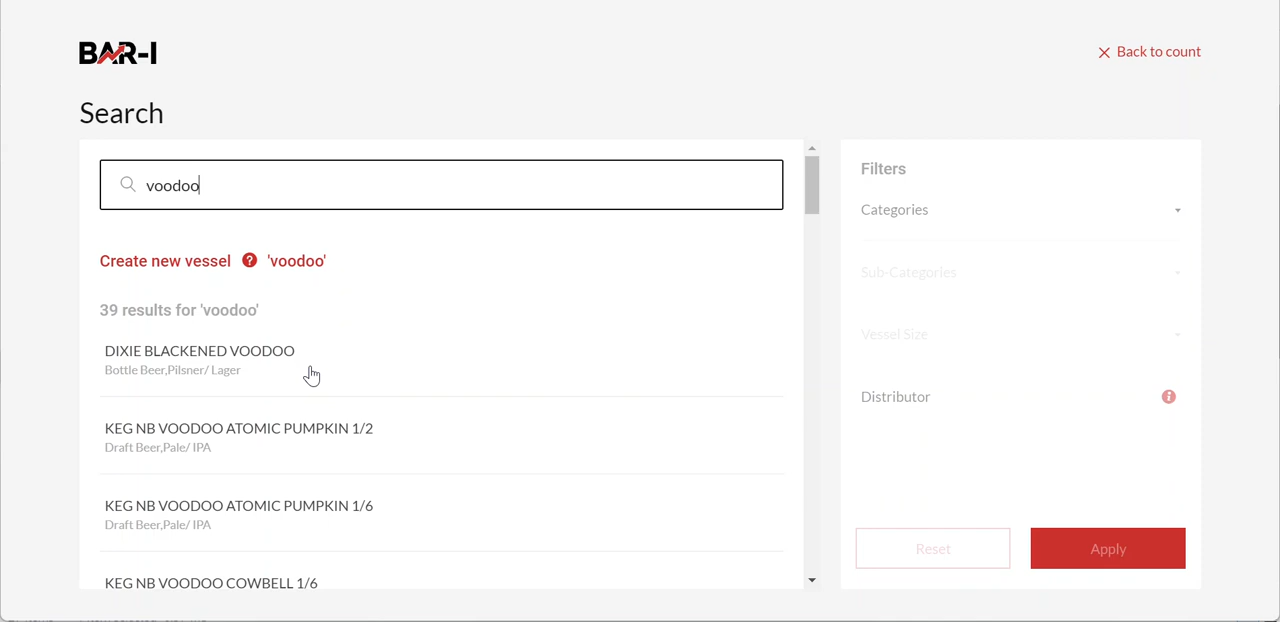 BAR-I
Back to count
Search
voodoo
Create new vessel ? 'voodoo'
39 results for 'voodoo'
DIXIE BLACKENED VOODOO
Bottle Beer,Pilsner/ Lager
KEG NB VOODOO ATOMIC PUMPKIN 1/2
Draft Beer,Pale/ IPA
KEG NB VOODOO ATOMIC PUMPKIN 1/6
Draft Beer,Pale/ IPA
KEG NB VOODOO COWBELL 1/6
Filters
Categories
Sub-Categories
Vessel Size
Distributor
Reset
Apply